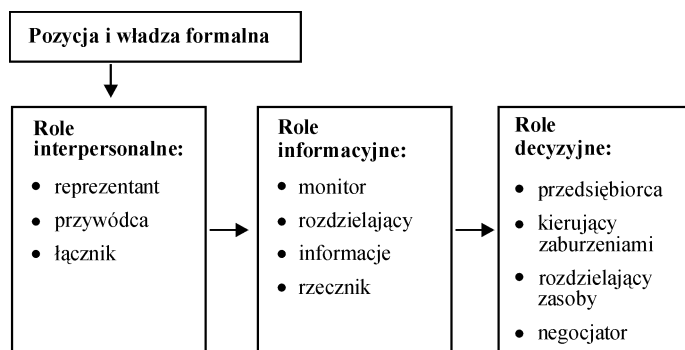 Pozycja i władza formalna
Role
interpersonalne:
• reprezentant
• przywódca
• łącznik
Role
informacyjne:
• monitor
• rozdzielający
• informacje
• rzecznik
Role
decyzyjne:
• przedsiębiorca
• kierujący
zaburzeniami
• rozdzielający
zasoby
• negocjator